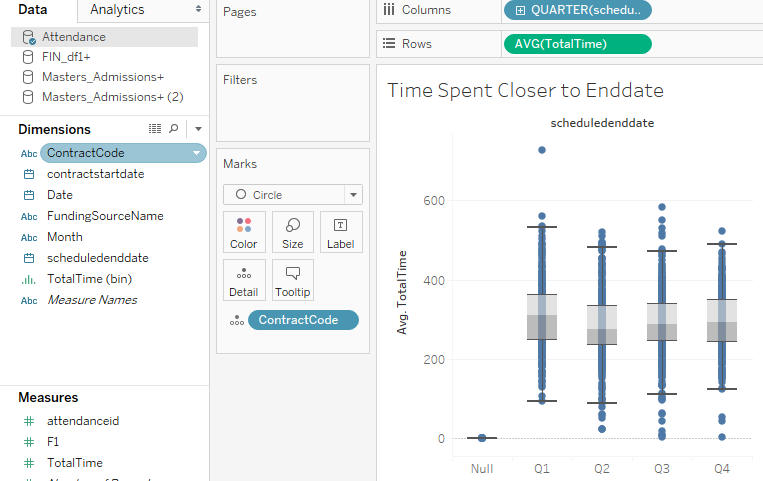 Data
Analytics
Attendance
FIN_df1+
Masters_Admissions+
Masters_Admissions+ (2)
Dimensions
Abc ContractCode
contractstartdate
Date
Abc FundingSourceName
Abc Month
scheduledenddate
TotalTime (bin)
Abc Measure Names
Measures
# attendanceid
# F1
# TotalTime
Pages
Filters
Marks
Circle
Color
Size
T
Label
Detail
Tooltip
ContractCode
Columns
QUARTER(schedu..
Rows
AVG(TotalTime)
Time Spent Closer to Enddate
scheduledenddate
Avg. TotalTime
600
400
200
0
Null Q1 Q2 Q3 Q4